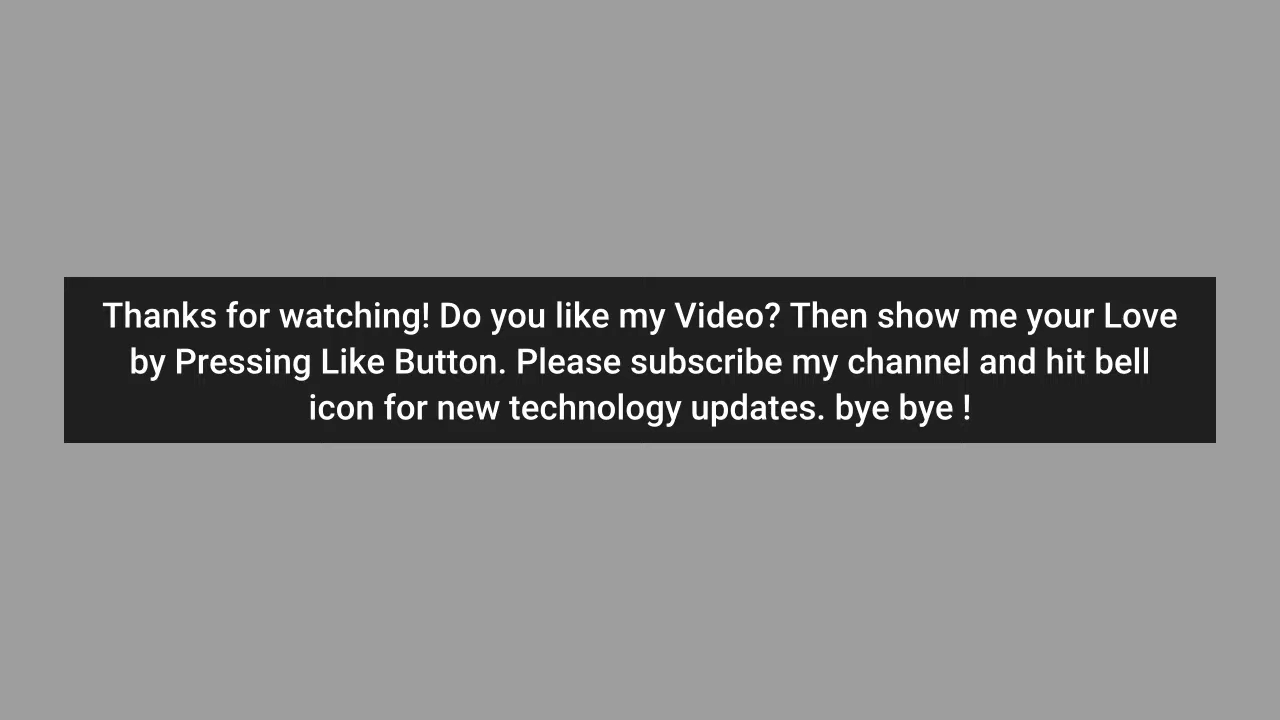 Thanks for watching! Do you like my Video? Then show me your Love
by Pressing Like Button. Please subscribe my channel and hit bell
icon for new technology updates. bye bye !